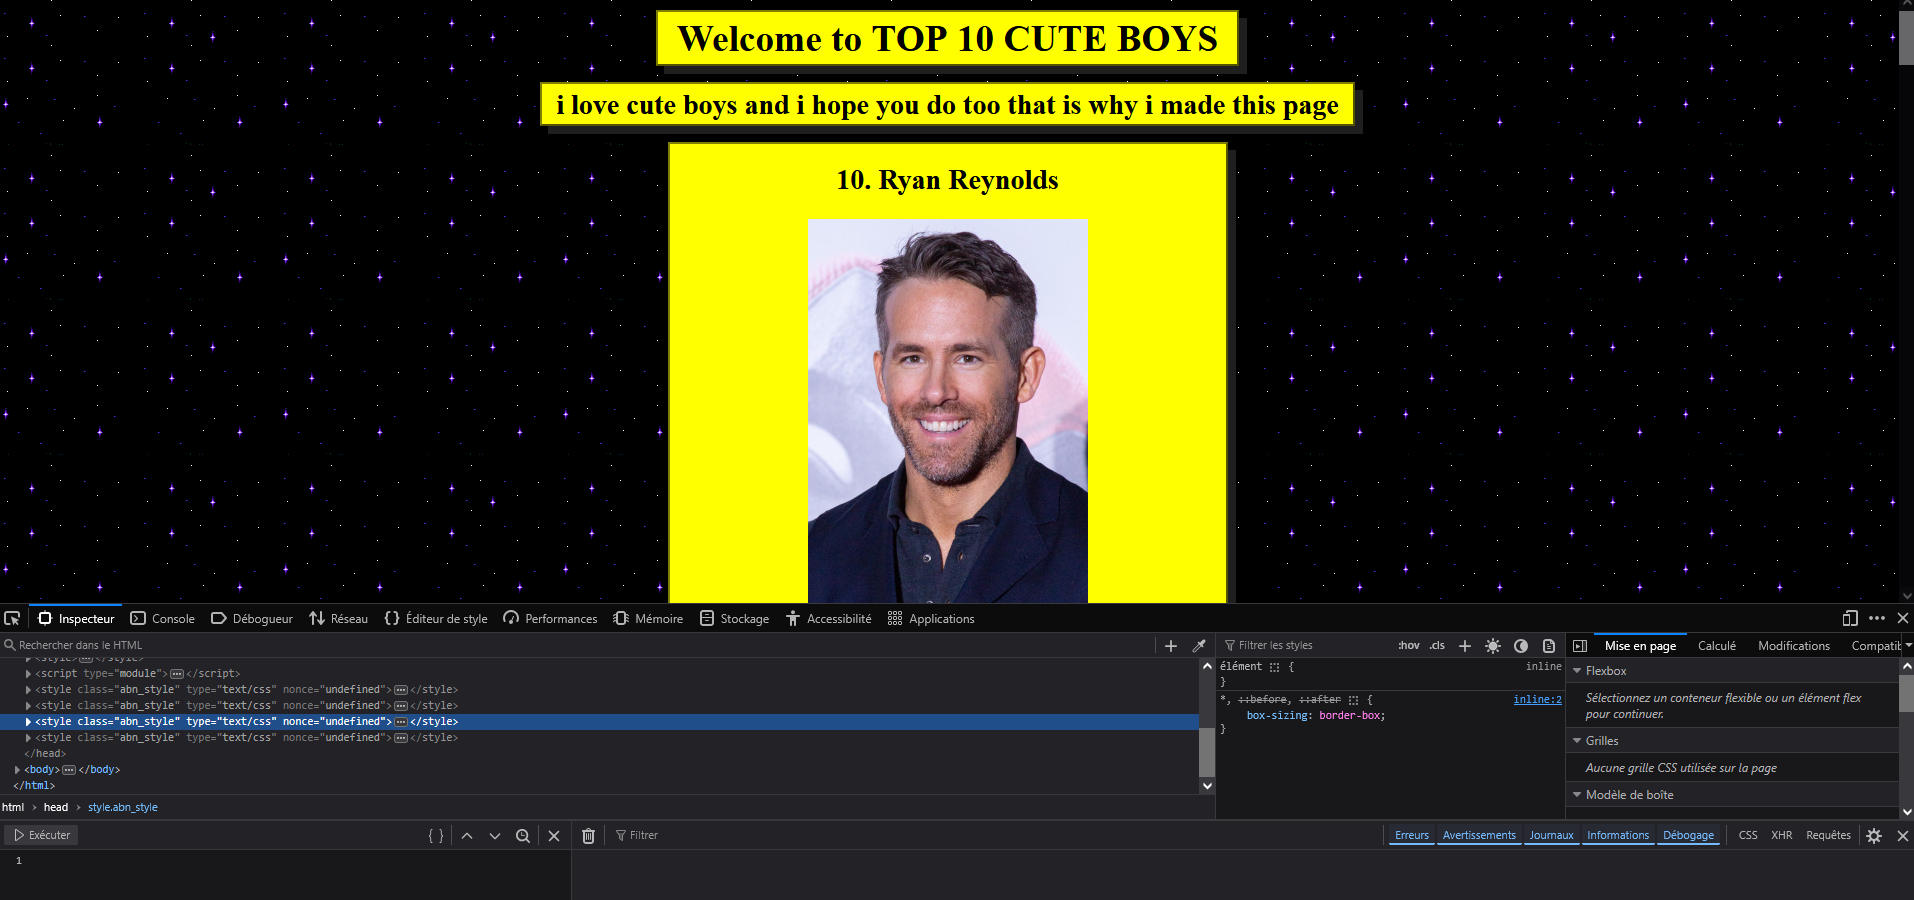 Welcome to TOP 10 CUTE BOYS
i love cute boys and i hope you do too that is why i made this page
10. Ryan Reynolds
Inspecteur Console Débogueur Réseau Éditeur de style Performances Mémoire Stockage Accessibilité Applications
Rechercher dans le HTML
<style>⋯</style>
<script type="module">⋯</script>
<style class="abn_style" type="text/css" nonce="undefined">⋯</style>
<style class="abn_style" type="text/css" nonce="undefined">⋯</style>
<style class="abn_style" type="text/css" nonce="undefined">⋯</style>
<style class="abn_style" type="text/css" nonce="undefined">⋯</style>
</head>
<body>⋯</body>
</html>
html > head > style.abn_style
Filtrer les styles :hov .cls
élément { inline
}
*, ::before, ::after { inline:2
box-sizing: border-box;
}
Mise en page Calculé Modifications Compatib
Flexbox
Sélectionnez un conteneur flexible ou un élément flex
pour continuer.
Grilles
Aucune grille CSS utilisée sur la page
Modèle de boîte
Exécuter { } Filtrer Erreurs Avertissements Journaux Informations Débogage CSS XHR Requêtes
1